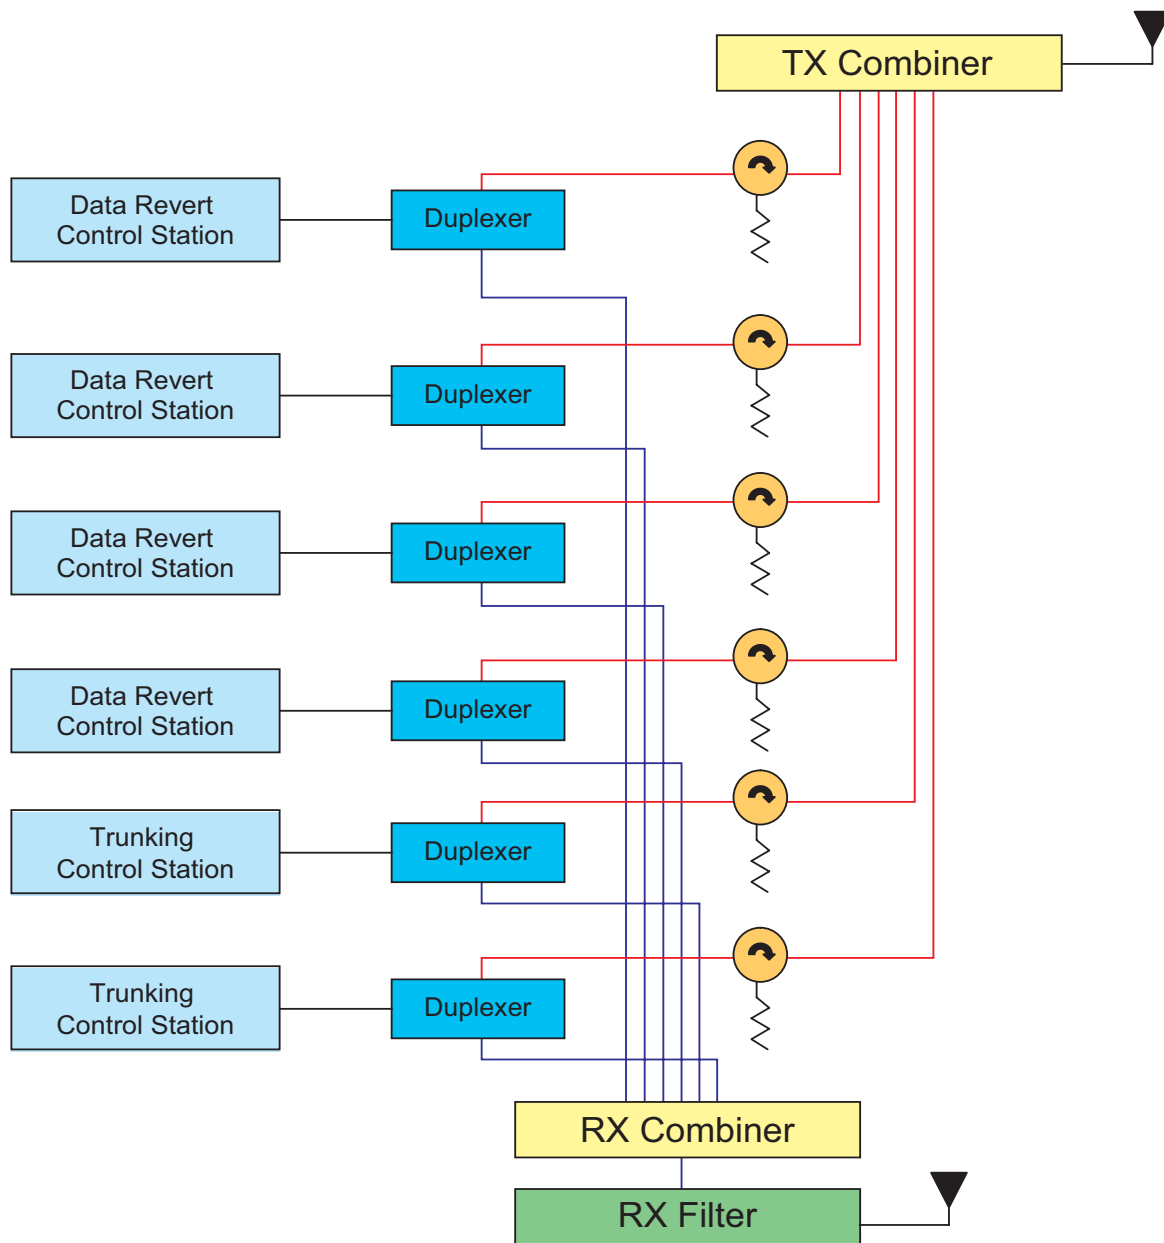 TX Combiner
Data Revert
Control Station
Duplexer
Data Revert
Control Station
Duplexer
Data Revert
Control Station
Duplexer
Data Revert
Control Station
Duplexer
Trunking
Control Station
Duplexer
Trunking
Control Station
Duplexer
RX Combiner
RX Filter